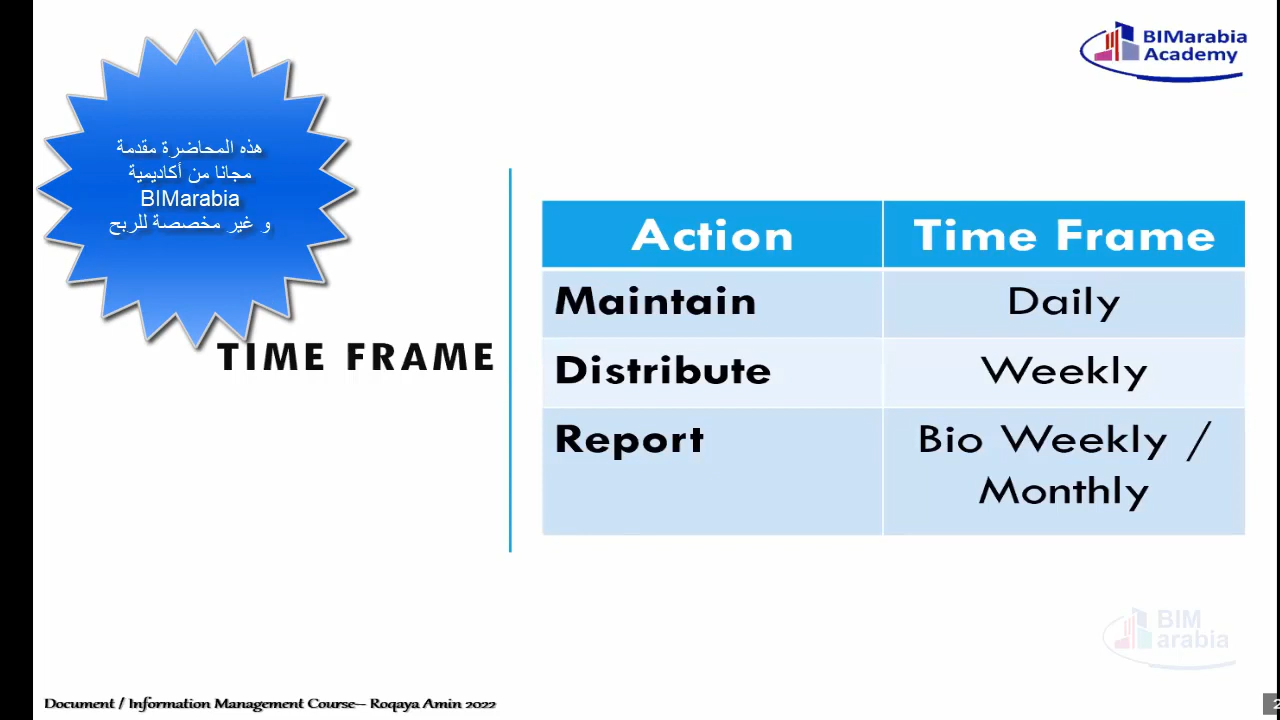 BIMarabia
Academy
هذه المحاضرة مقدمة
مجانا من أكاديمية
BIMarabia
و غير مخصصة للربح
TIME FRAME
Action Time Frame
Maintain Daily
Distribute Weekly
Report Bio Weekly /
Monthly
BIM
arabia
Document / Information Management Course– Roqaya Amin 2022